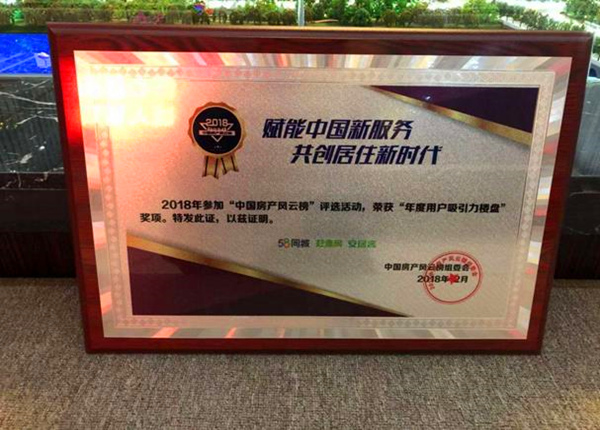 2018
赋能中国新服务
共创居住新时代
2018年参加“中国房产风云榜”评选活动，荣获“年度用户吸引力楼盘”
奖项。特发此证，以兹证明。
58同城 赶集网 安居客
中国房产风云榜组委会
2018年12月